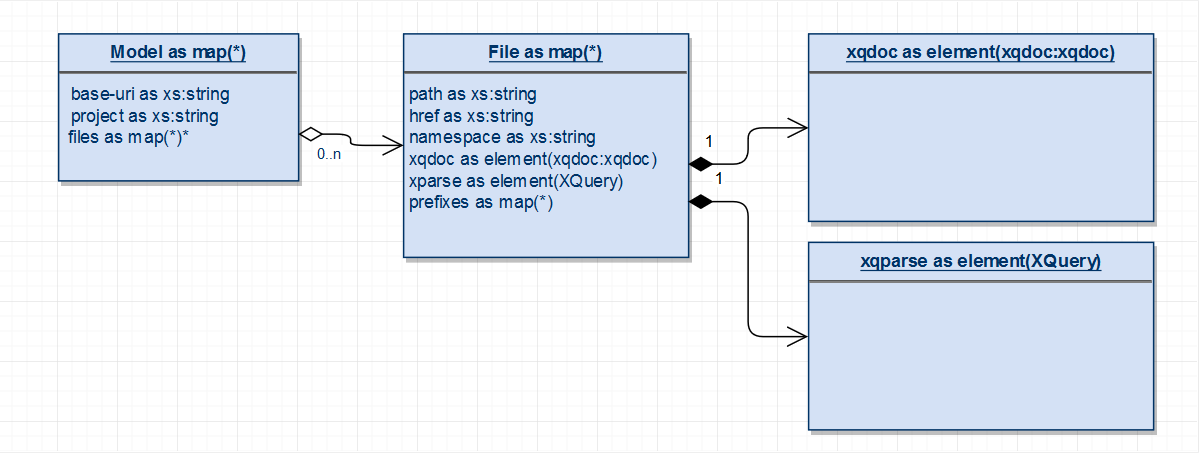 Model as map(*)
base-uri as xs:string
project as xs:string
files as map(*)*
0..n
File as map(*)
path as xs:string
href as xs:string
namespace as xs:string
xqdoc as element(xqdoc:xqdoc)
xparse as element(XQuery)
prefixes as map(*)
1
1
xqdoc as element(xqdoc:xqdoc)
xqparse as element(XQuery)